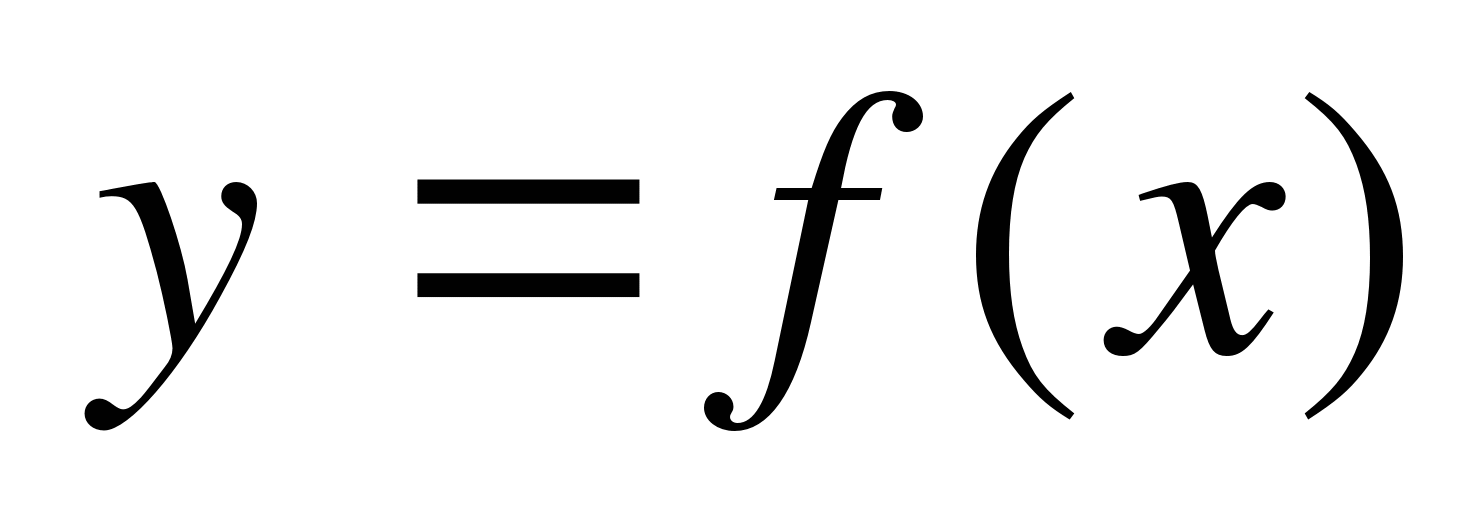 y = f(x)